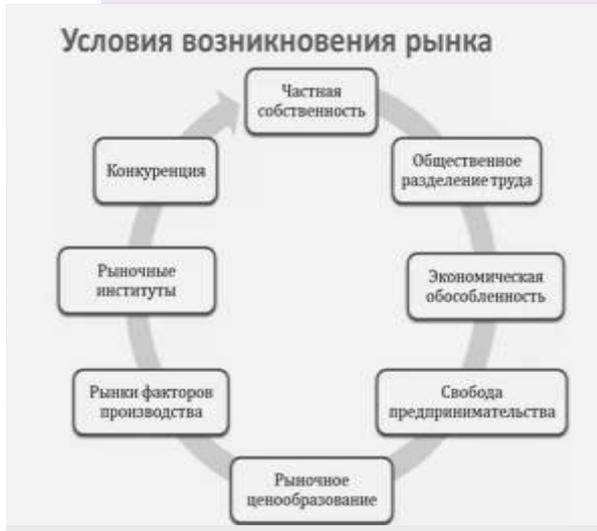 Условия возникновения рынка
Частная
собственность
Общественное
разделение труда
Экономическая
обособленность
Свобода
предпринимательства
Рыночное
ценообразование
Рынки факторов
производства
Рыночные
институты
Конкуренция